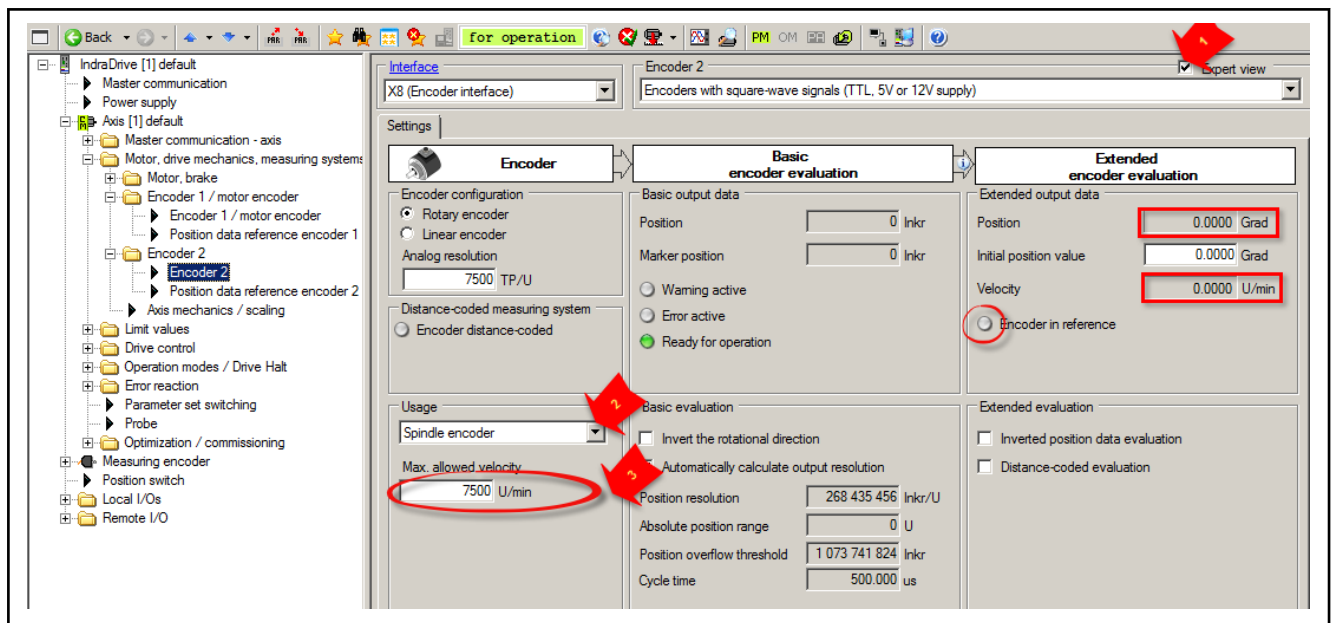 Back
PAR
PAR
for operation
PM OM
IndraDrive [1] default
Master communication
Power supply
Axis [1] default
Master communication - axis
Motor, drive mechanics, measuring systems
Motor, brake
Encoder 1 / motor encoder
Encoder 1 / motor encoder
Position data reference encoder 1
Encoder 2
Encoder 2
Position data reference encoder 2
Axis mechanics / scaling
Limit values
Drive control
Operation modes / Drive Halt
Error reaction
Parameter set switching
Probe
Optimization / commissioning
Measuring encoder
Position switch
Local I/Os
Remote I/O
Interface
X8 (Encoder interface)
Encoder 2
1
Expert view
Encoders with square-wave signals (TTL, 5V or 12V supply)
Settings
Encoder
Basic
encoder evaluation
Extended
encoder evaluation
Encoder configuration
Rotary encoder
Linear encoder
Analog resolution
7500 TP/U
Distance-coded measuring system
Encoder distance-coded
Basic output data
Position 0 Inkr
Marker position 0 Inkr
Warning active
Error active
Ready for operation
Extended output data
Position 0.0000 Grad
Initial position value 0.0000 Grad
Velocity 0.0000 U/min
Encoder in reference
Usage
2
Spindle encoder
Max. allowed velocity
3
7500 U/min
Basic evaluation
Invert the rotational direction
Automatically calculate output resolution
Position resolution 268 435 456 Inkr/U
Absolute position range 0 U
Position overflow threshold 1 073 741 824 Inkr
Cycle time 500.000 us
Extended evaluation
Inverted position data evaluation
Distance-coded evaluation